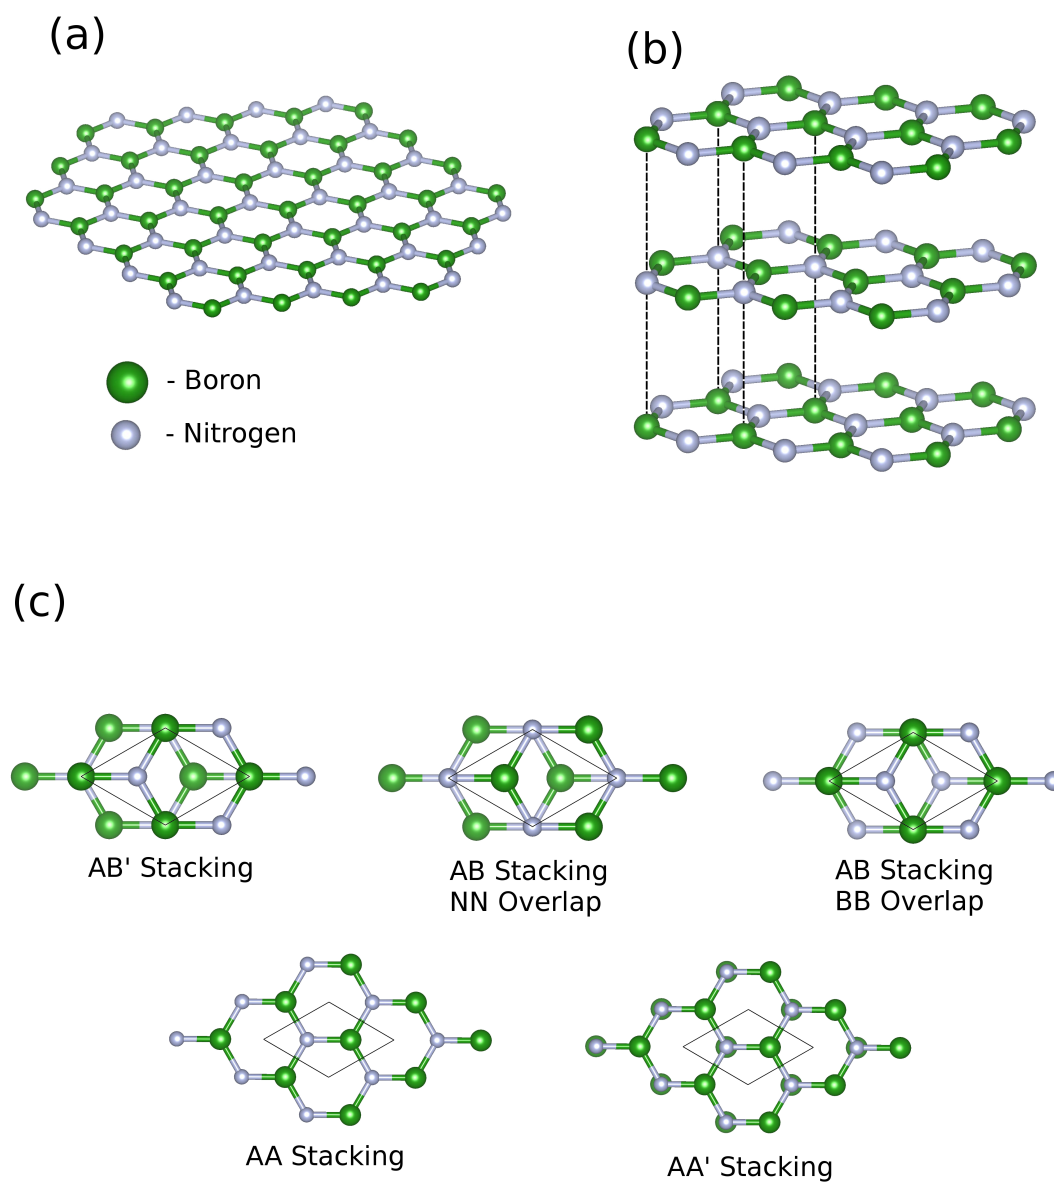 (a)
(b)
- Boron
- Nitrogen
(c)
AB' Stacking
AB Stacking
NN Overlap
AB Stacking
BB Overlap
AA Stacking
AA' Stacking